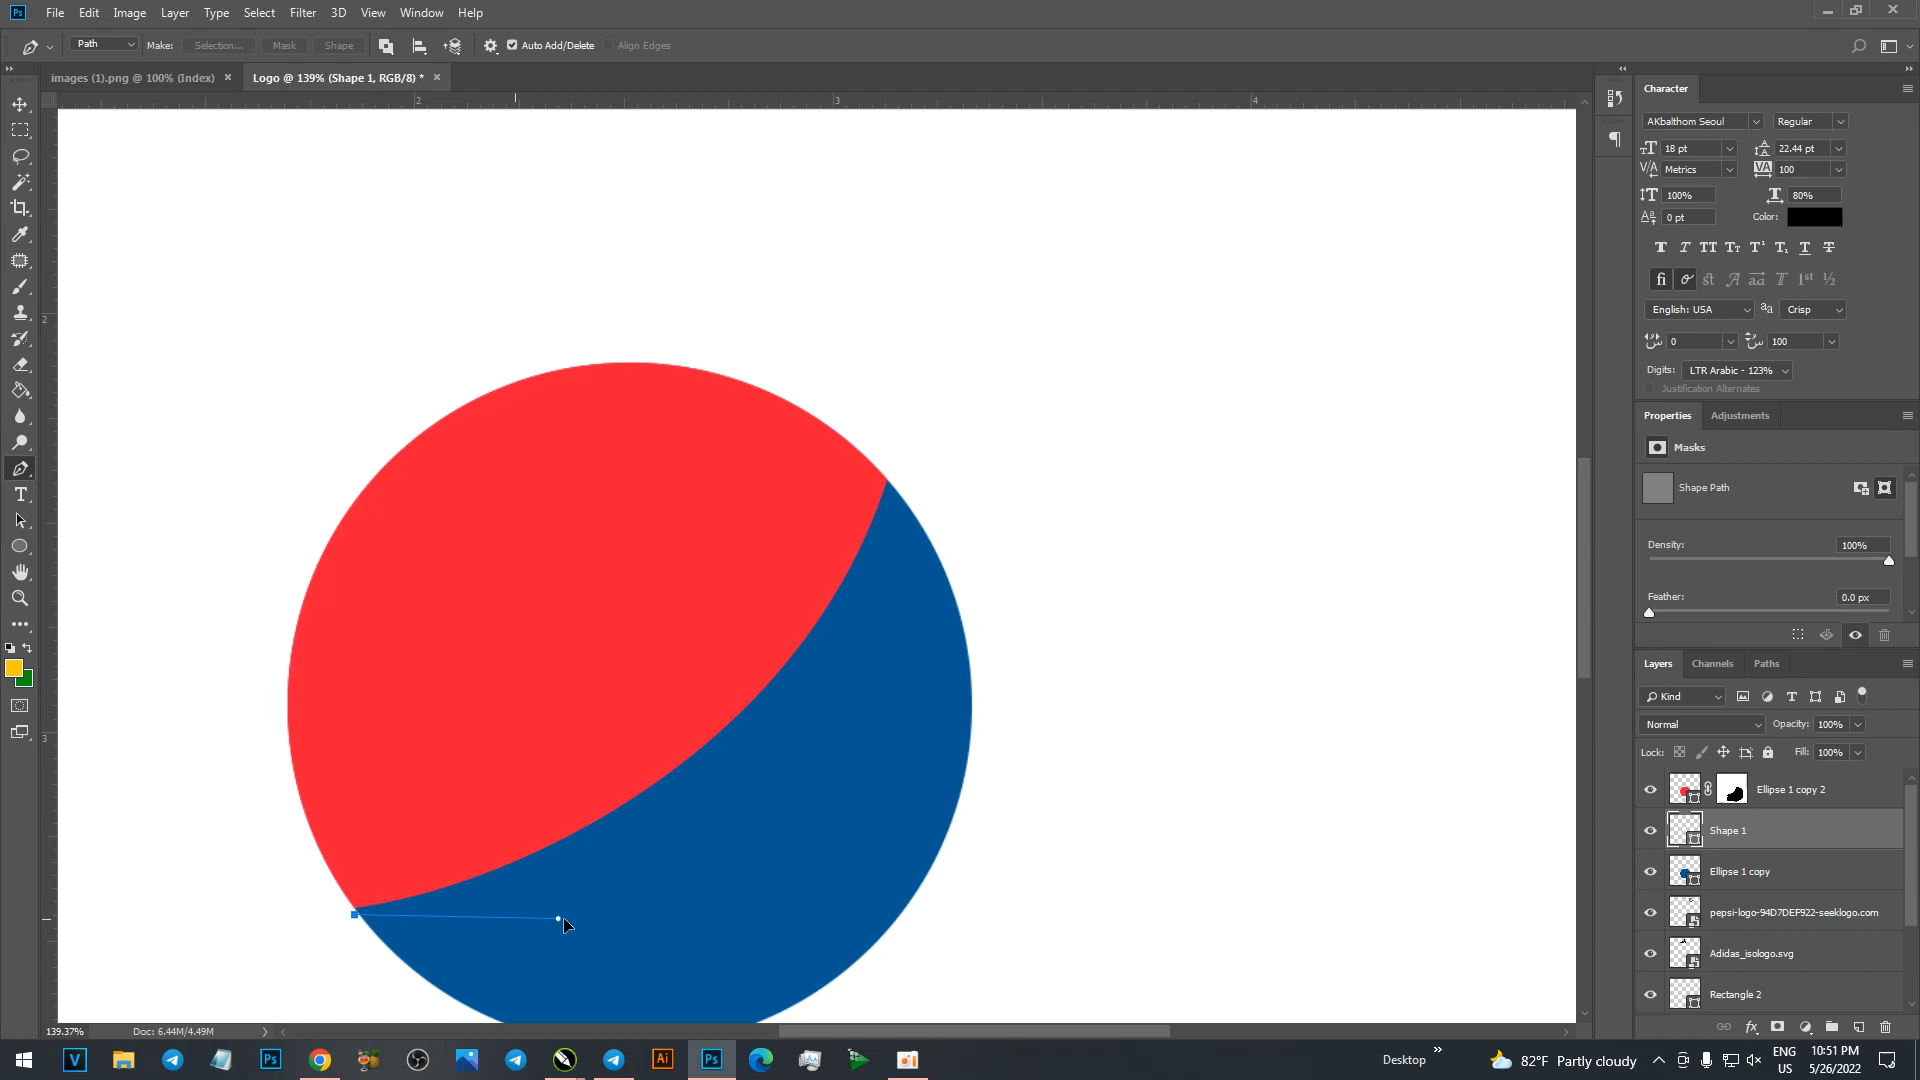 Ps File Edit Image Layer Type Select Filter 3D View Window Help
Path Make: Selection... Mask Shape Auto Add/Delete Align Edges
images (1).png @ 100% (Index) × Logo @ 139% (Shape 1, RGB/8) * ×
2 3 4
2
3
Character
AKbalthom Seoul Regular
18 pt 22.44 pt
Metrics 100
100% 80%
0 pt Color:
English: USA Crisp
0 100
Digits: LTR Arabic - 123%
Justification Alternates
Properties Adjustments
Masks
Shape Path
Density: 100%
Feather: 0.0 px
Layers Channels Paths
Kind
Normal Opacity: 100%
Lock: Fill: 100%
Ellipse 1 copy 2
Shape 1
Ellipse 1 copy
pepsi-logo-94D7DEF922-seeklogo.com
Adidas_isologo.svg
Rectangle 2
139.37% Doc: 6.44M/4.49M
Desktop 82°F Partly cloudy ENG US 10:51 PM 5/26/2022